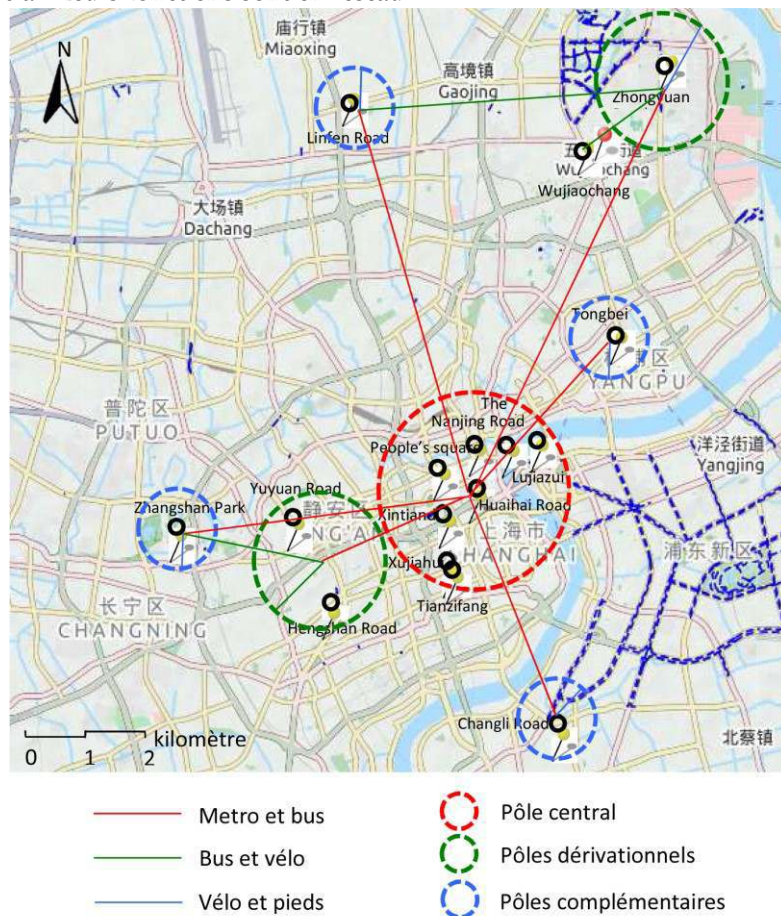 N
庙行镇
Miaoxing
高境镇
Gaojing
Linfen Road
Zhongyuan
Wujiaochang
大场镇
Dachang
Tongbei
YANGPU
普陀区
PUTUO
The
Nanjing Road
People's square
Lujiazui
洋泾街道
Yangjing
Zhangshan Park
Yuyuan Road
Huaihai Road
上海市
SHANGHAI
浦东新区
Xujiahu
长宁区
CHANGNING
Hengshan Road
Tianzifang
Changli Road
北蔡镇
kilomètre
0 1 2
Metro et bus
Pôle central
Bus et vélo
Pôles dérivationnels
Vélo et pieds
Pôles complémentaires